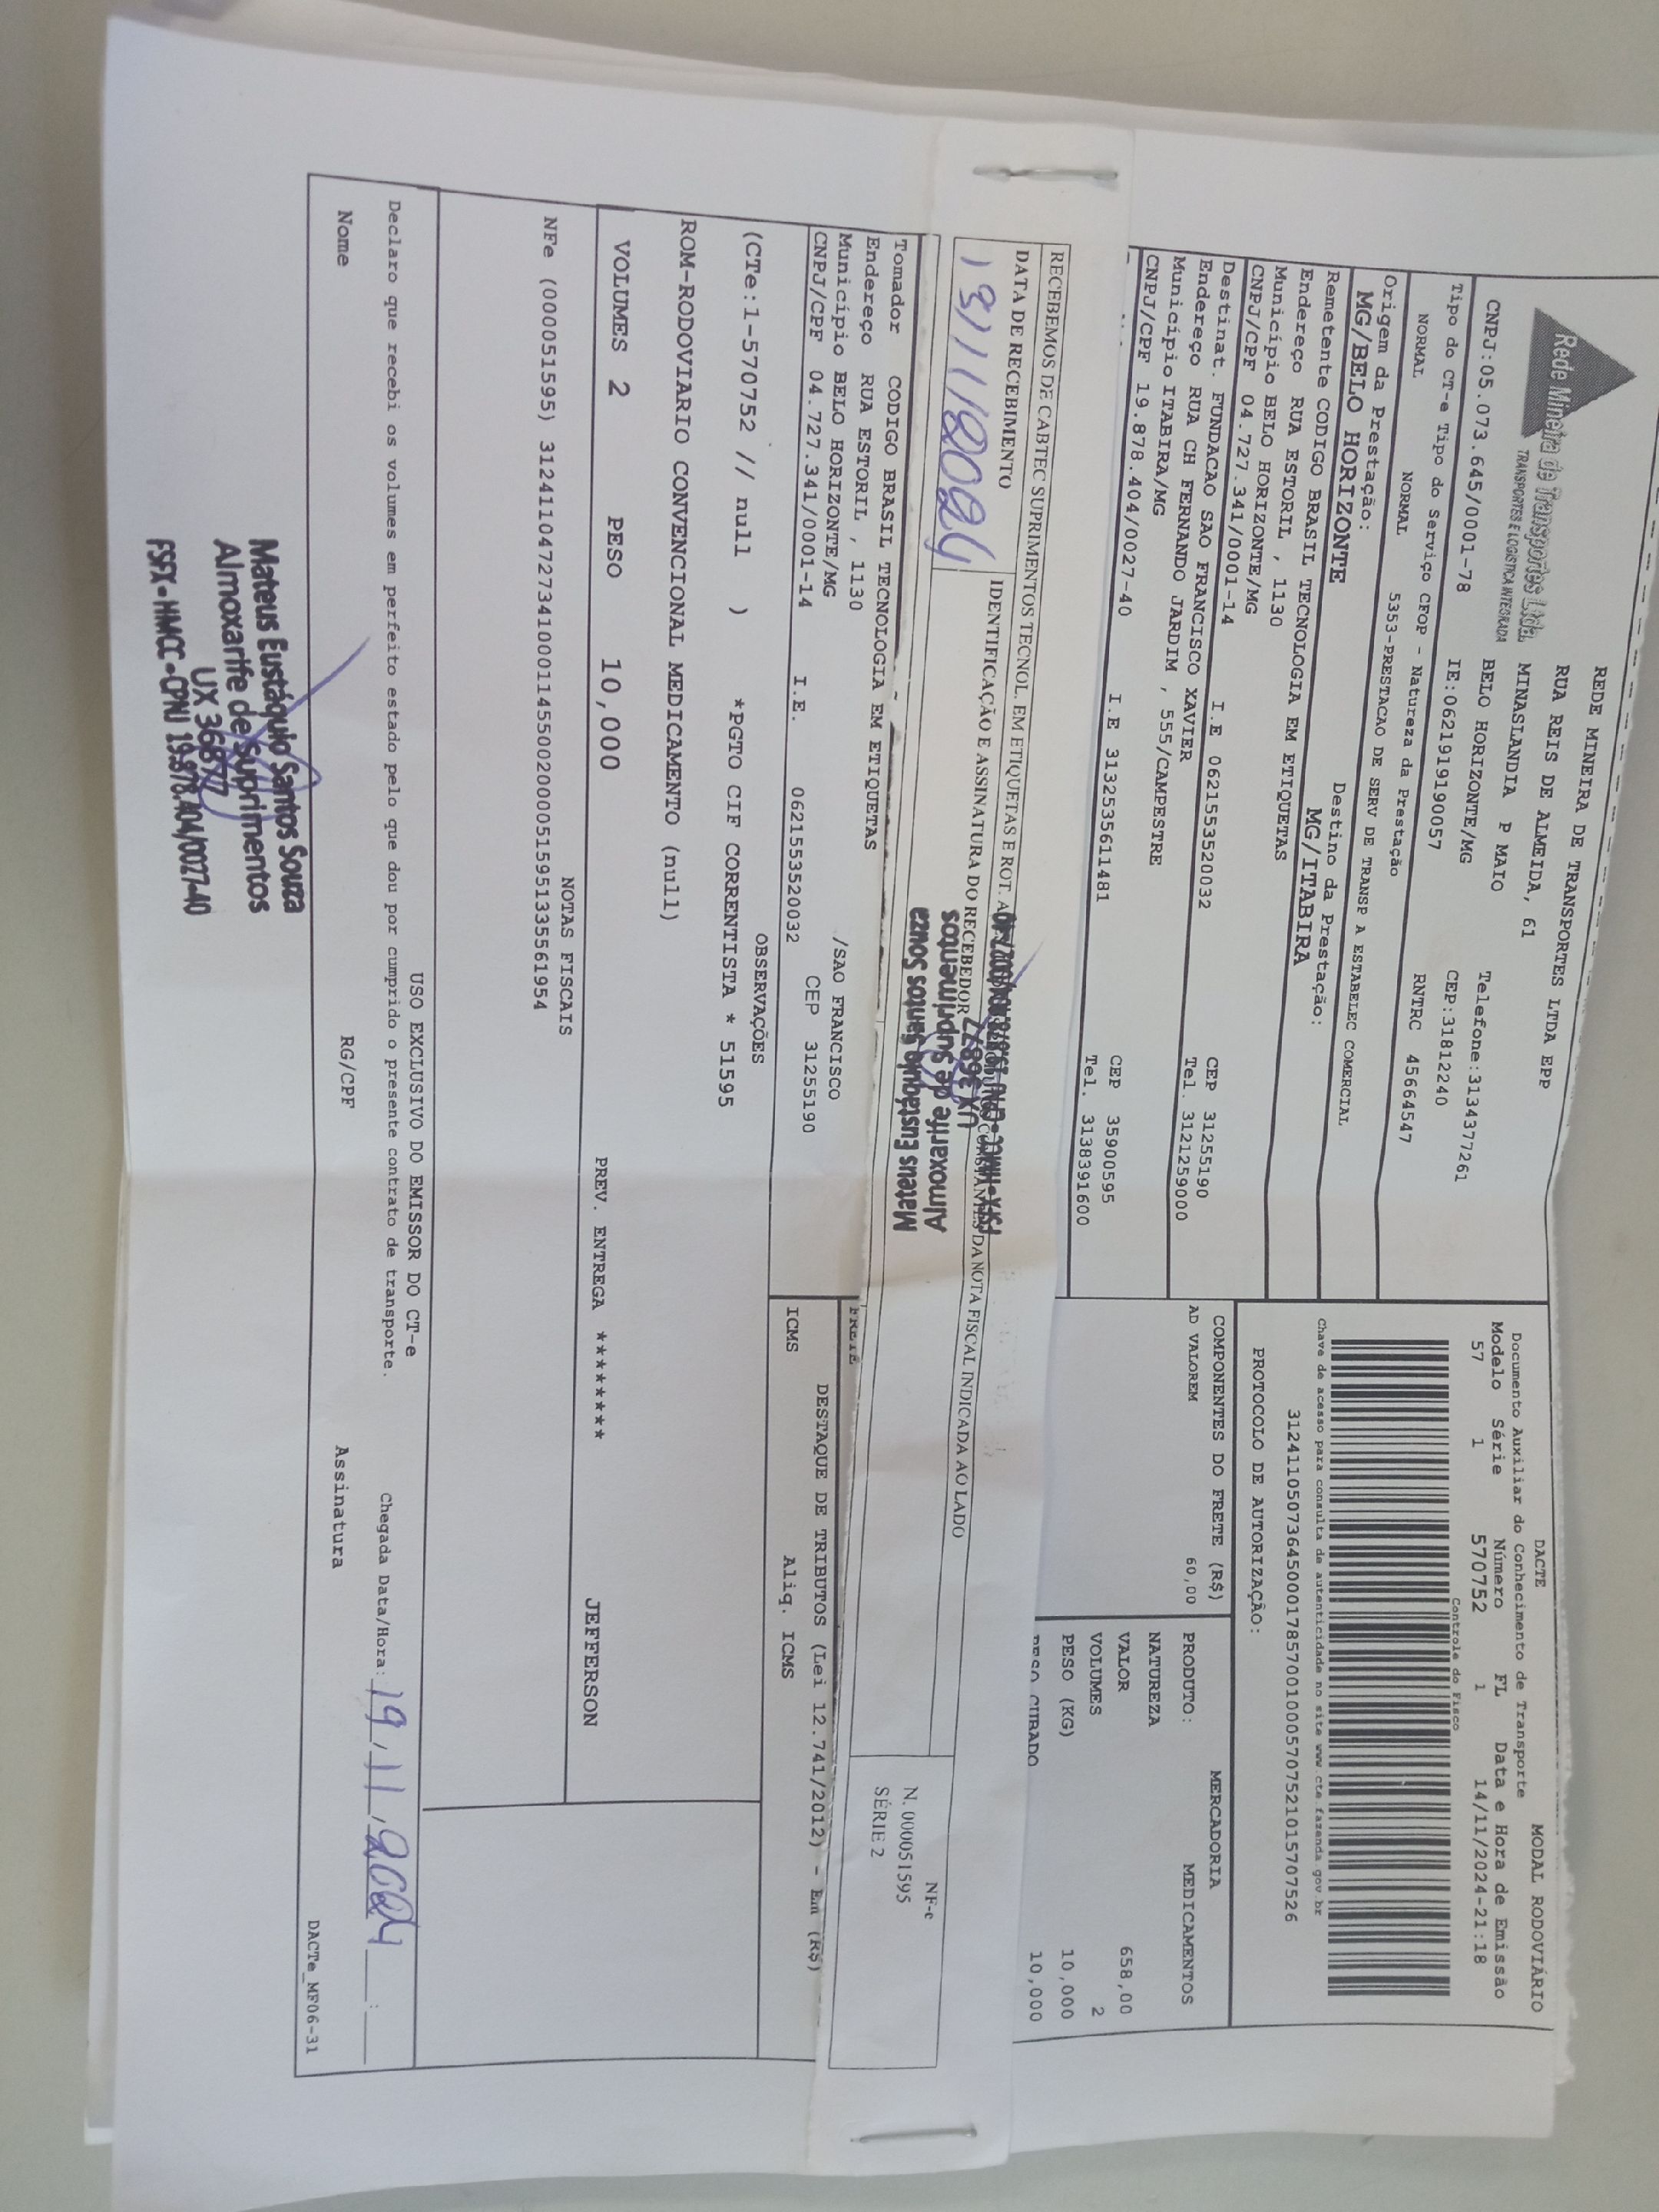 REDE MINEIRA DE TRANSPORTES LTDA EPP
RUA REIS DE ALMEIDA, 61
MINASLANDIA P MAIO
Telefone:3134377261
BELO HORIZONTE/MG
CEP:31812240
Rede Mineira de Transportes Ltda.
TRANSPORTES E LOGÍSTICA INTEGRADA
CNPJ:05.073.645/0001-78
IE:0621919190057
RNTRC 45664547
Tipo do CT-e Tipo do Serviço CFOP - Natureza da Prestação
NORMAL NORMAL 5353-PRESTACAO DE SERV DE TRANSP A ESTABELEC COMERCIAL
Origem da Prestação: Destino da Prestação:
MG/BELO HORIZONTE MG/ITABIRA
DACTE MODAL RODOVIÁRIO
Documento Auxiliar do Conhecimento de Transporte
Modelo Série Número FL Data e Hora de Emissão
57 1 570752 1 14/11/2024-21:18
Controle do Fisco
Chave de acesso para consulta de autenticidade no site www.cte.fazenda.gov.br
31241105073645000178570010005707521015707526
PROTOCOLO DE AUTORIZAÇÃO:
Remetente CODIGO BRASIL TECNOLOGIA EM ETIQUETAS
Endereço RUA ESTORIL , 1130
Município BELO HORIZONTE/MG CEP 31255190
CNPJ/CPF 04.727.341/0001-14 I.E 0621553520032 Tel. 3121259000
Destinat. FUNDACAO SAO FRANCISCO XAVIER
Endereço RUA CH FERNANDO JARDIM , 555/CAMPESTRE
Município ITABIRA/MG CEP 35900595
CNPJ/CPF 19.878.404/0027-40 I.E 3132535611481 Tel. 3138391600
COMPONENTES DO FRETE (R$)
AD VALOREM 60,00
MERCADORIA
PRODUTO: MEDICAMENTOS
NATUREZA
VALOR 658,00
VOLUMES 2
PESO (KG) 10,000
PESO CUBADO 10,000
RECEBEMOS DE CABTEC SUPRIMENTOS TECNOL. EM ETIQUETAS E ROT. A DA NOTA FISCAL INDICADA AO LADO
DATA DE RECEBIMENTO
IDENTIFICAÇÃO E ASSINATURA DO RECEBEDOR
Mateus Eustáquio Santos Souza
Almoxarife de Suprimentos
UX 36877
FSFX-HMCC-CPNJ 19.878.404/0027-40
NF-e
N. 000051595
SÉRIE 2
Tomador CODIGO BRASIL TECNOLOGIA EM ETIQUETAS
Endereço RUA ESTORIL , 1130 /SAO FRANCISCO
Município BELO HORIZONTE/MG CEP 31255190
CNPJ/CPF 04.727.341/0001-14 I.E. 0621553520032
FRETE
DESTAQUE DE TRIBUTOS (Lei 12.741/2012) - Em (R$)
ICMS Aliq. ICMS
OBSERVAÇÕES
(CTe:1-570752 // null ) *PGTO CIF CORRENTISTA * 51595
ROM-RODOVIARIO CONVENCIONAL MEDICAMENTO (null)
VOLUMES 2 PESO 10,000 PREV. ENTREGA ******** JEFFERSON
NOTAS FISCAIS
NFe (000051595) 31241104727341000114550020000515951335561954
USO EXCLUSIVO DO EMISSOR DO CT-e
Declaro que recebi os volumes em perfeito estado pelo que dou por cumprido o presente contrato de transporte. Chegada Data/Hora: 19/11/2024 __:__
Nome RG/CPF Assinatura
DACTe_MF06-31
Mateus Eustáquio Santos Souza
Almoxarife de Suprimentos
UX 36877
FSFX-HMCC-CPNJ 19.878.404/0027-40